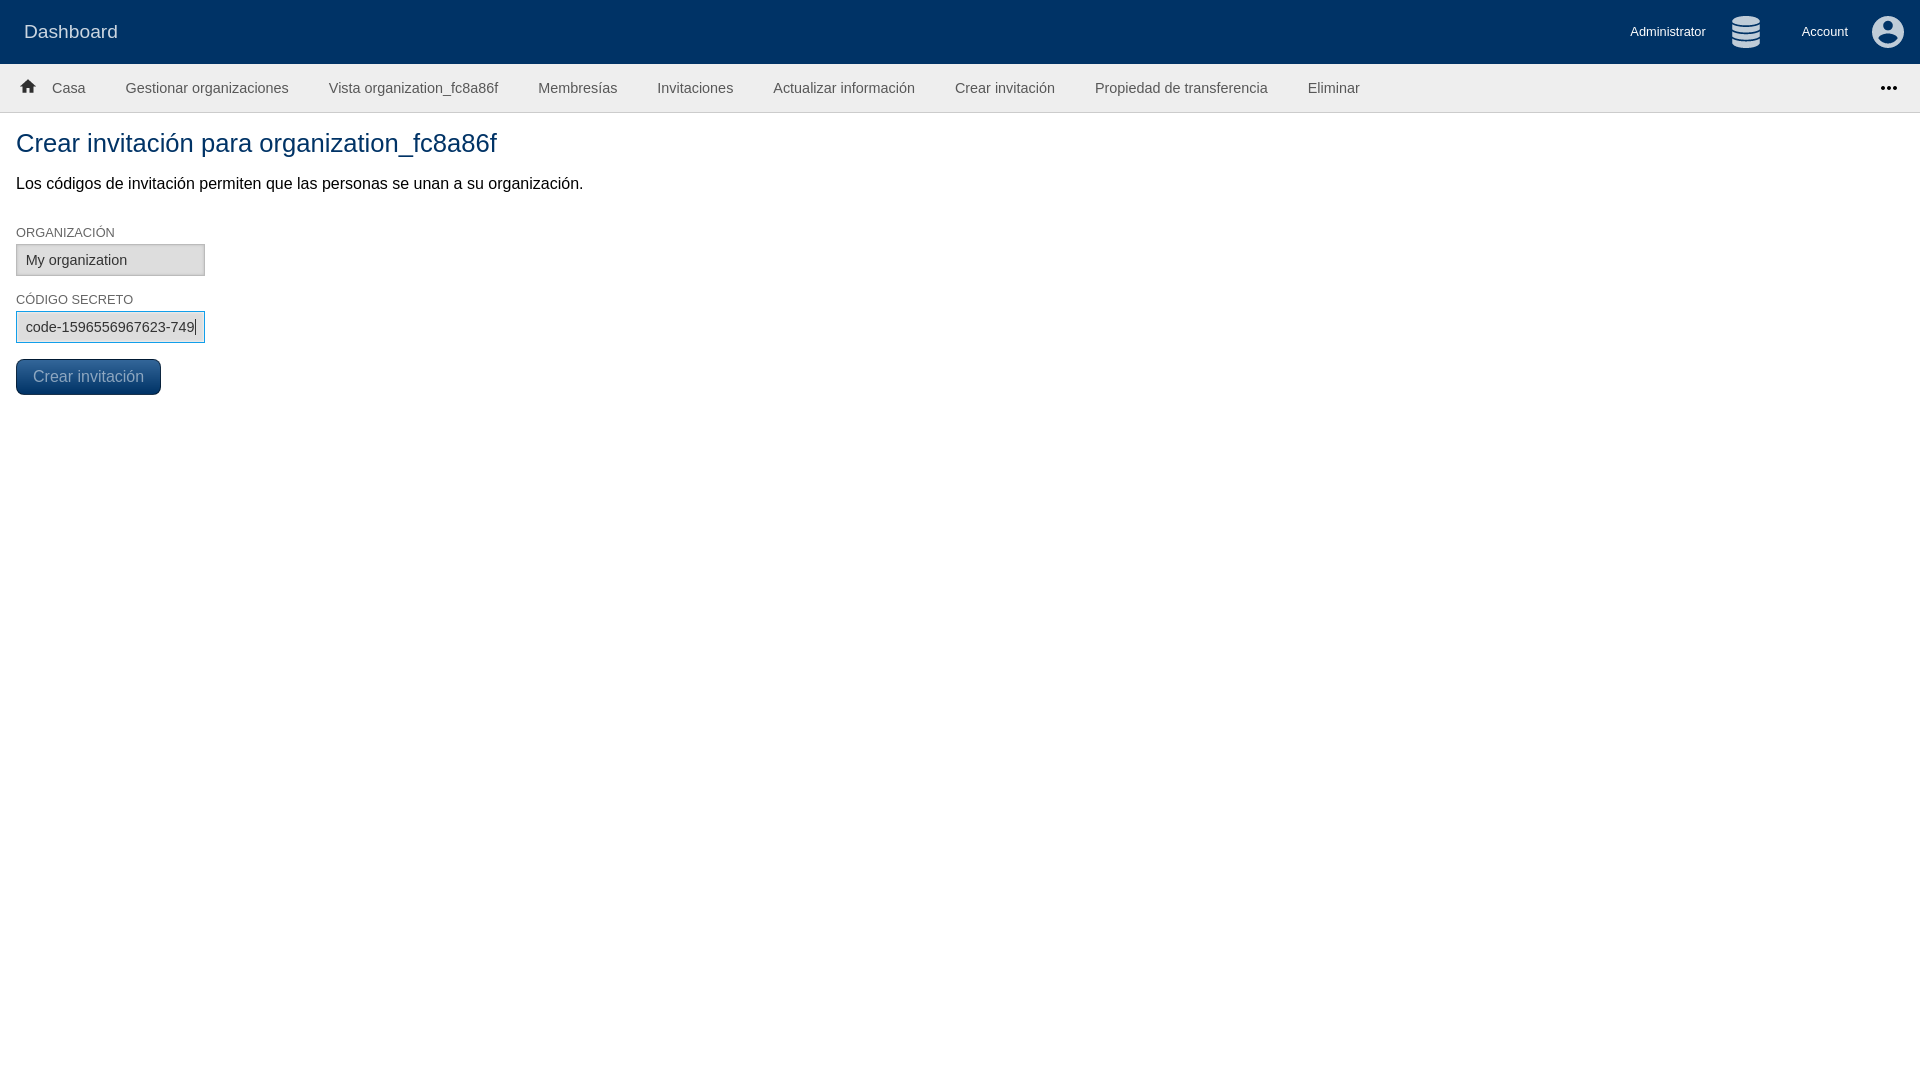 Dashboard
Administrator
Account
Casa
Gestionar organizaciones
Vista organization_fc8a86f
Membresías
Invitaciones
Actualizar información
Crear invitación
Propiedad de transferencia
Eliminar
Crear invitación para organization_fc8a86f
Los códigos de invitación permiten que las personas se unan a su organización.
ORGANIZACIÓN
My organization
CÓDIGO SECRETO
code-1596556967623-749
Crear invitación